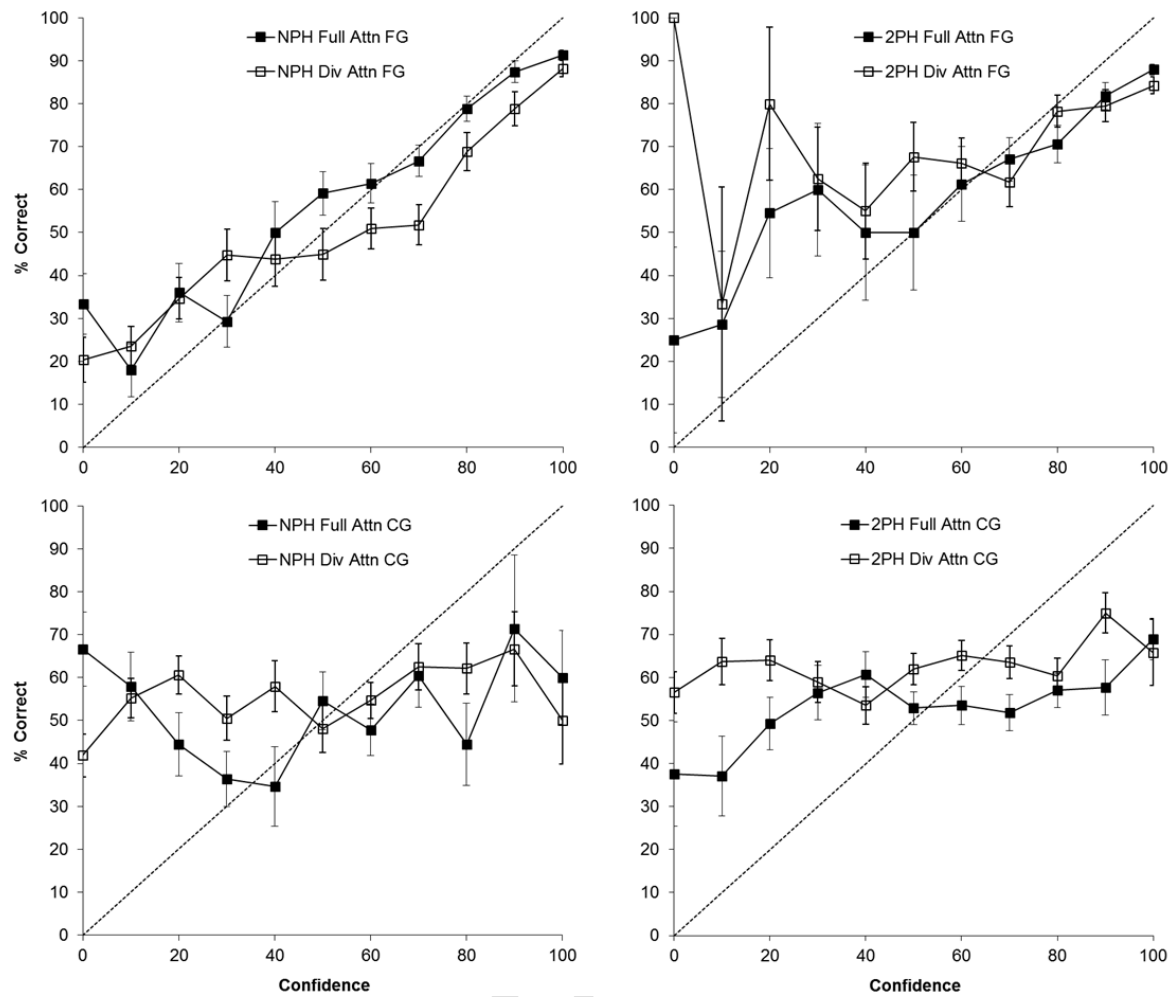 100
90
80
70
60
50
40
30
20
10
0
% Correct
NPH Full Attn FG
NPH Div Attn FG
0 20 40 60 80 100
100
90
80
70
60
50
40
30
20
10
0
% Correct
2PH Full Attn FG
2PH Div Attn FG
0 20 40 60 80 100
100
90
80
70
60
50
40
30
20
10
0
% Correct
NPH Full Attn CG
NPH Div Attn CG
0 20 40 60 80 100
Confidence
100
90
80
70
60
50
40
30
20
10
0
% Correct
2PH Full Attn CG
2PH Div Attn CG
0 20 40 60 80 100
Confidence